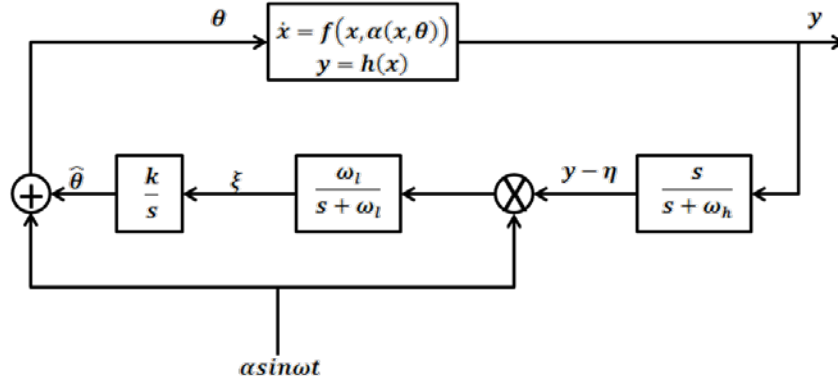 θ
ẋ = f(x, α(x, θ))
y = h(x)
y
θ̂
k
s
ξ
ω_l
s + ω_l
y − η
s
s + ω_h
+
X
αsinωt